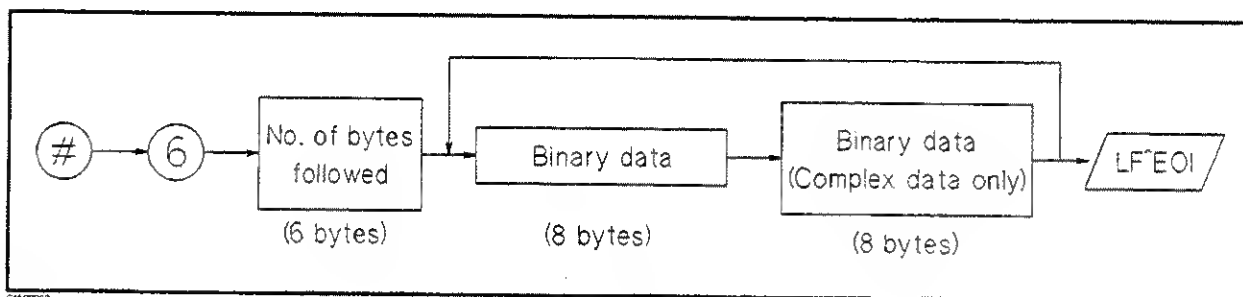 #
6
No. of bytes
followed
(6 bytes)
Binary data
(8 bytes)
Binary data
(Complex data only)
(8 bytes)
LF^EOI